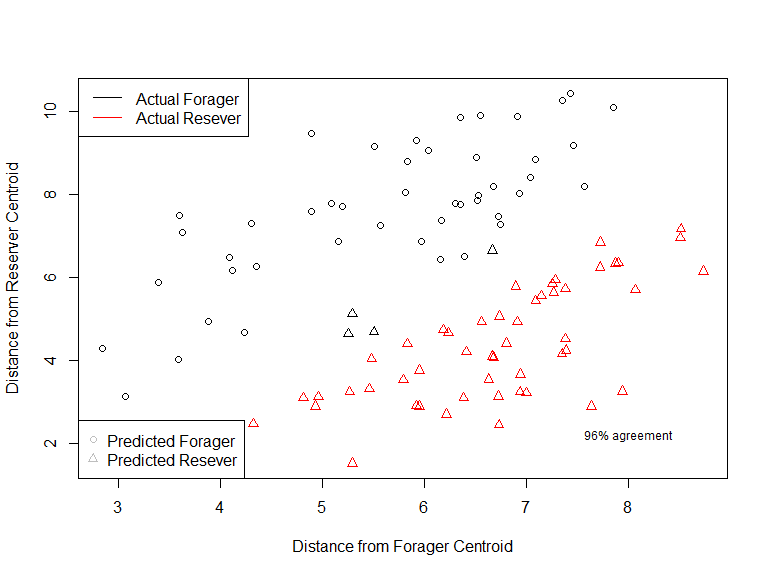 Actual Forager
Actual Resever
10
8
6
4
2
Distance from Reserver Centroid
Predicted Forager
Predicted Resever
96% agreement
3 4 5 6 7 8
Distance from Forager Centroid